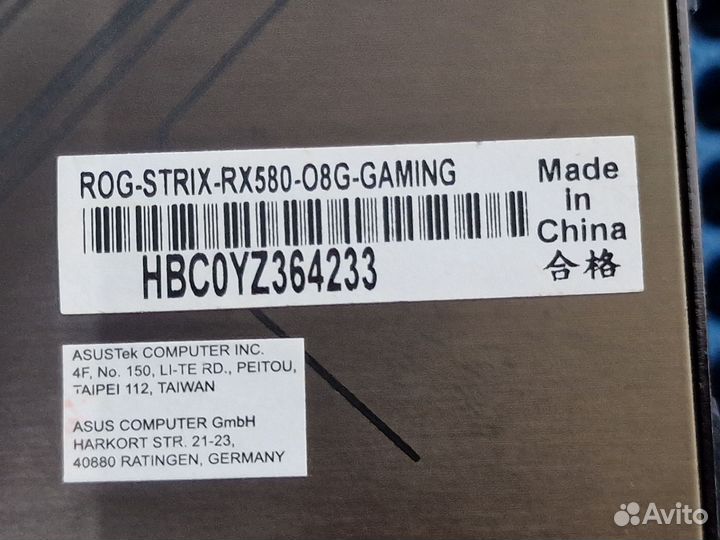 ROG-STRIX-RX580-O8G-GAMING
HBC0YZ364233
Made
in
China
合格
ASUSTek COMPUTER INC.
4F, No. 150, LI-TE RD., PEITOU,
TAIPEI 112, TAIWAN
ASUS COMPUTER GmbH
HARKORT STR. 21-23,
40880 RATINGEN, GERMANY
Avito